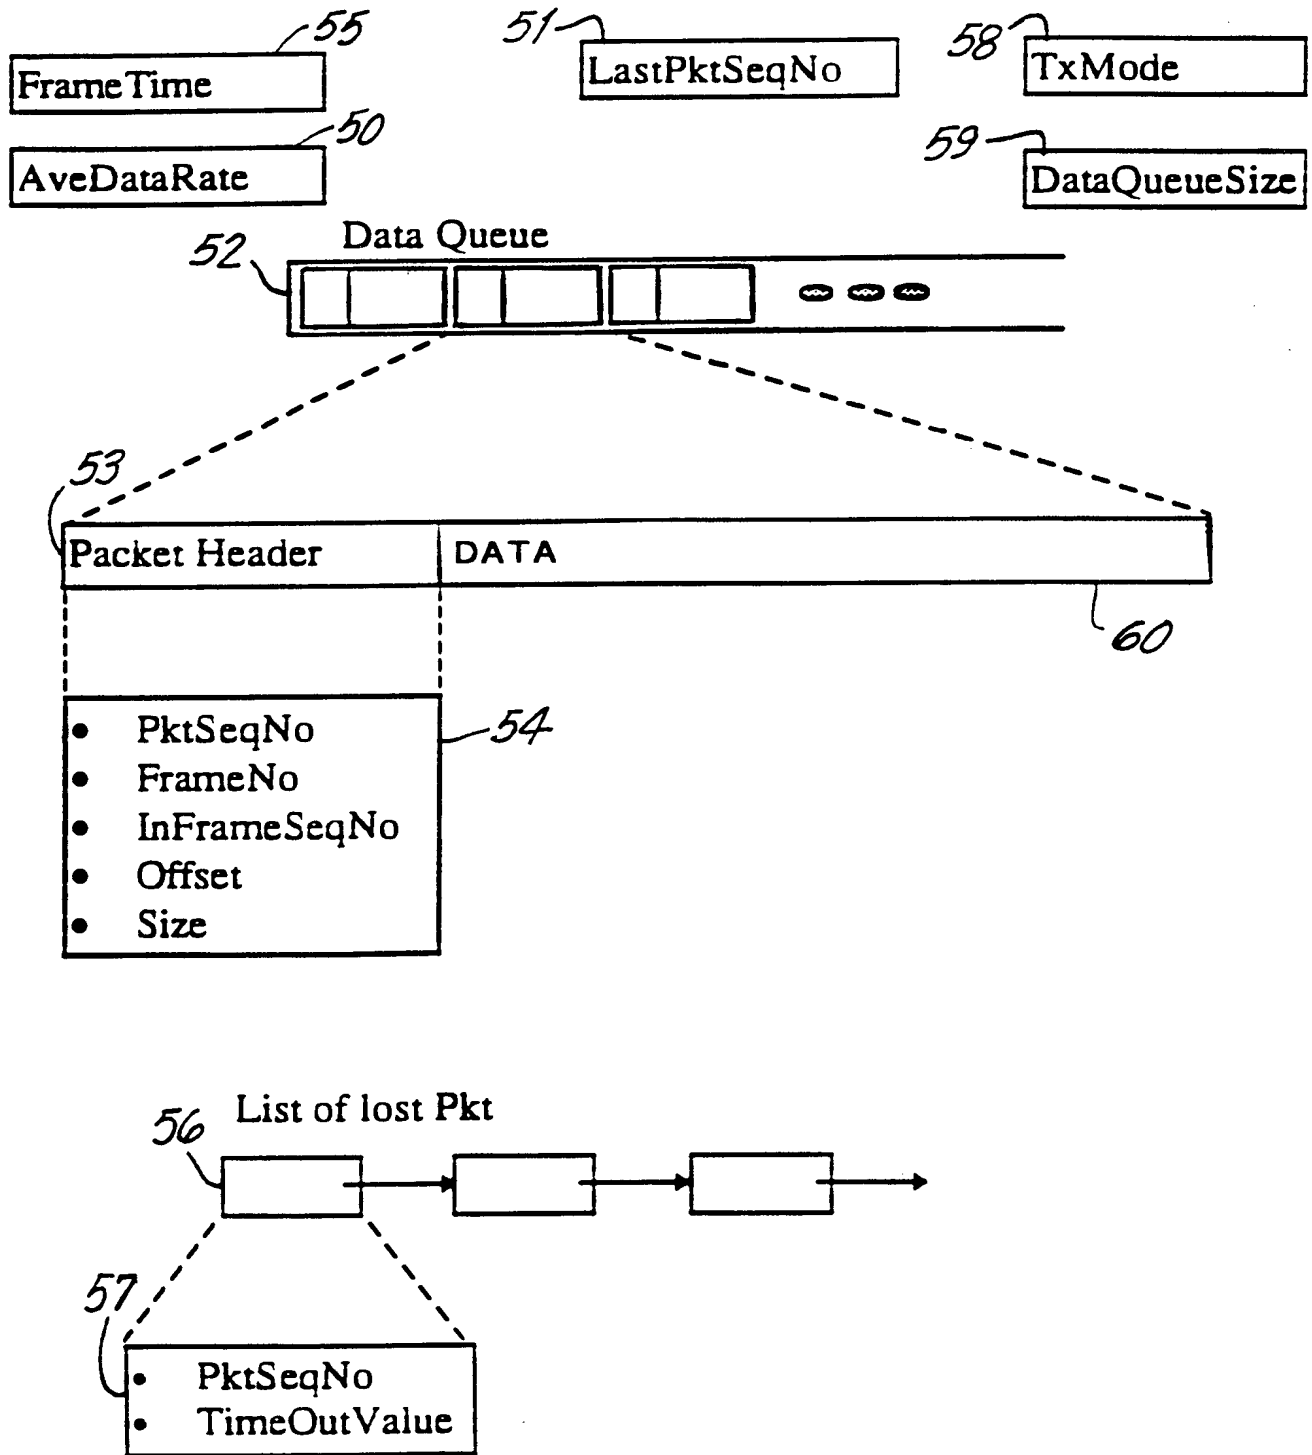 55
51
58
FrameTime
LastPktSeqNo
TxMode
50
59
AveDataRate
DataQueueSize
Data Queue
52
53
Packet Header
DATA
60
• PktSeqNo
54
• FrameNo
• InFrameSeqNo
• Offset
• Size
List of lost Pkt
56
57
• PktSeqNo
• TimeOutValue